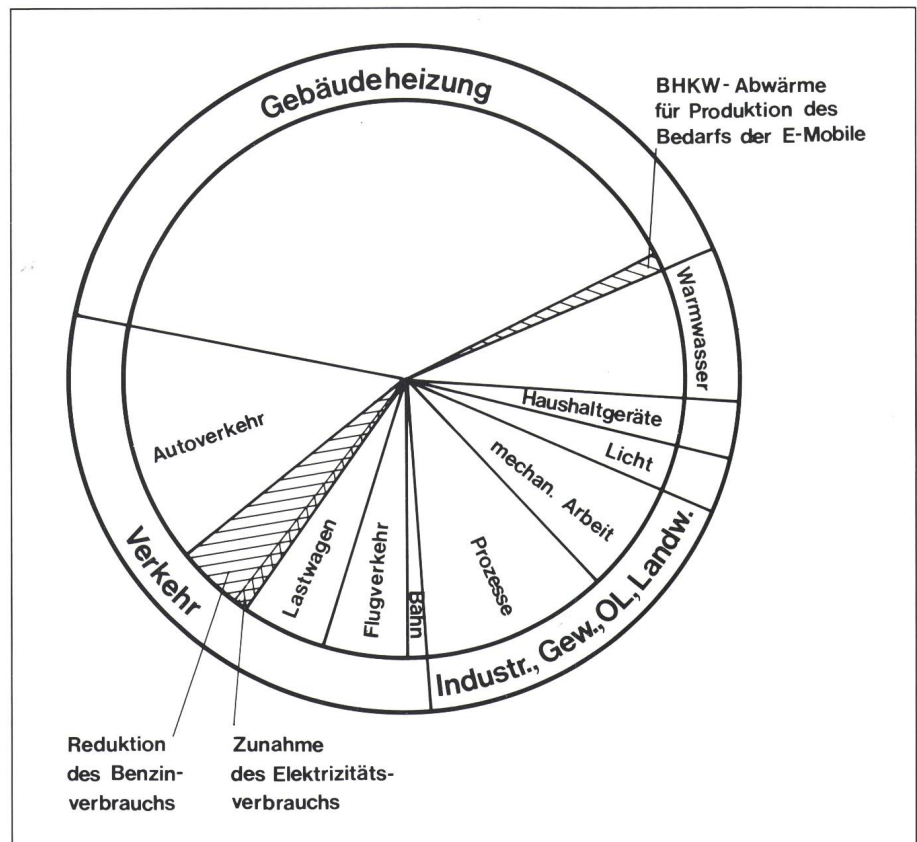 Gebäudeheizung
BHKW-Abwärme
für Produktion des
Bedarfs der E-Mobile
Warmwasser
Haushaltgeräte
Licht
mechan. Arbeit
Prozesse
Industr., Gew., OL, Landw.
Bahn
Flugverkehr
Lastwagen
Autoverkehr
Verkehr
Reduktion
des Benzin-
verbrauchs
Zunahme
des Elektrizitäts-
verbrauchs